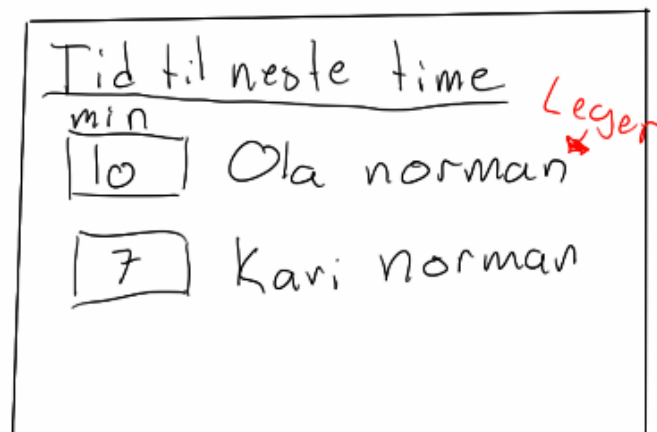 Tid til neste time
Leger
min
10 Ola norman
7 Kari norman